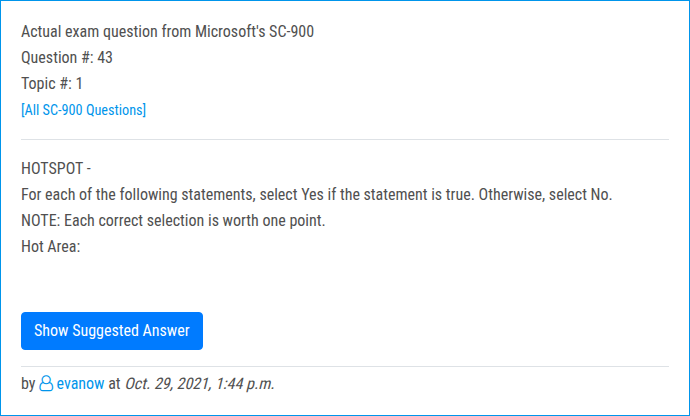 Actual exam question from Microsoft's SC-900
Question #: 43
Topic #: 1
[All SC-900 Questions]
HOTSPOT -
For each of the following statements, select Yes if the statement is true. Otherwise, select No.
NOTE: Each correct selection is worth one point.
Hot Area:
Show Suggested Answer
by evanow at Oct. 29, 2021, 1:44 p.m.